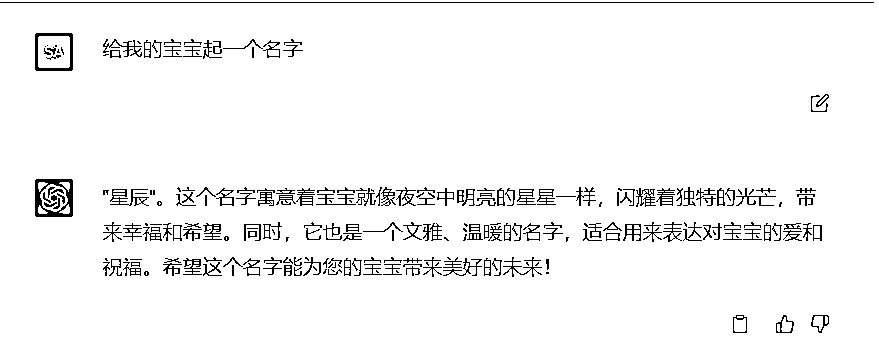 SA
给我的宝宝起一个名字
"星辰"。这个名字寓意着宝宝就像夜空中明亮的星星一样，闪耀着独特的光芒，带
来幸福和希望。同时，它也是一个文雅、温暖的名字，适合用来表达对宝宝的爱和
祝福。希望这个名字能为您的宝宝带来美好的未来！